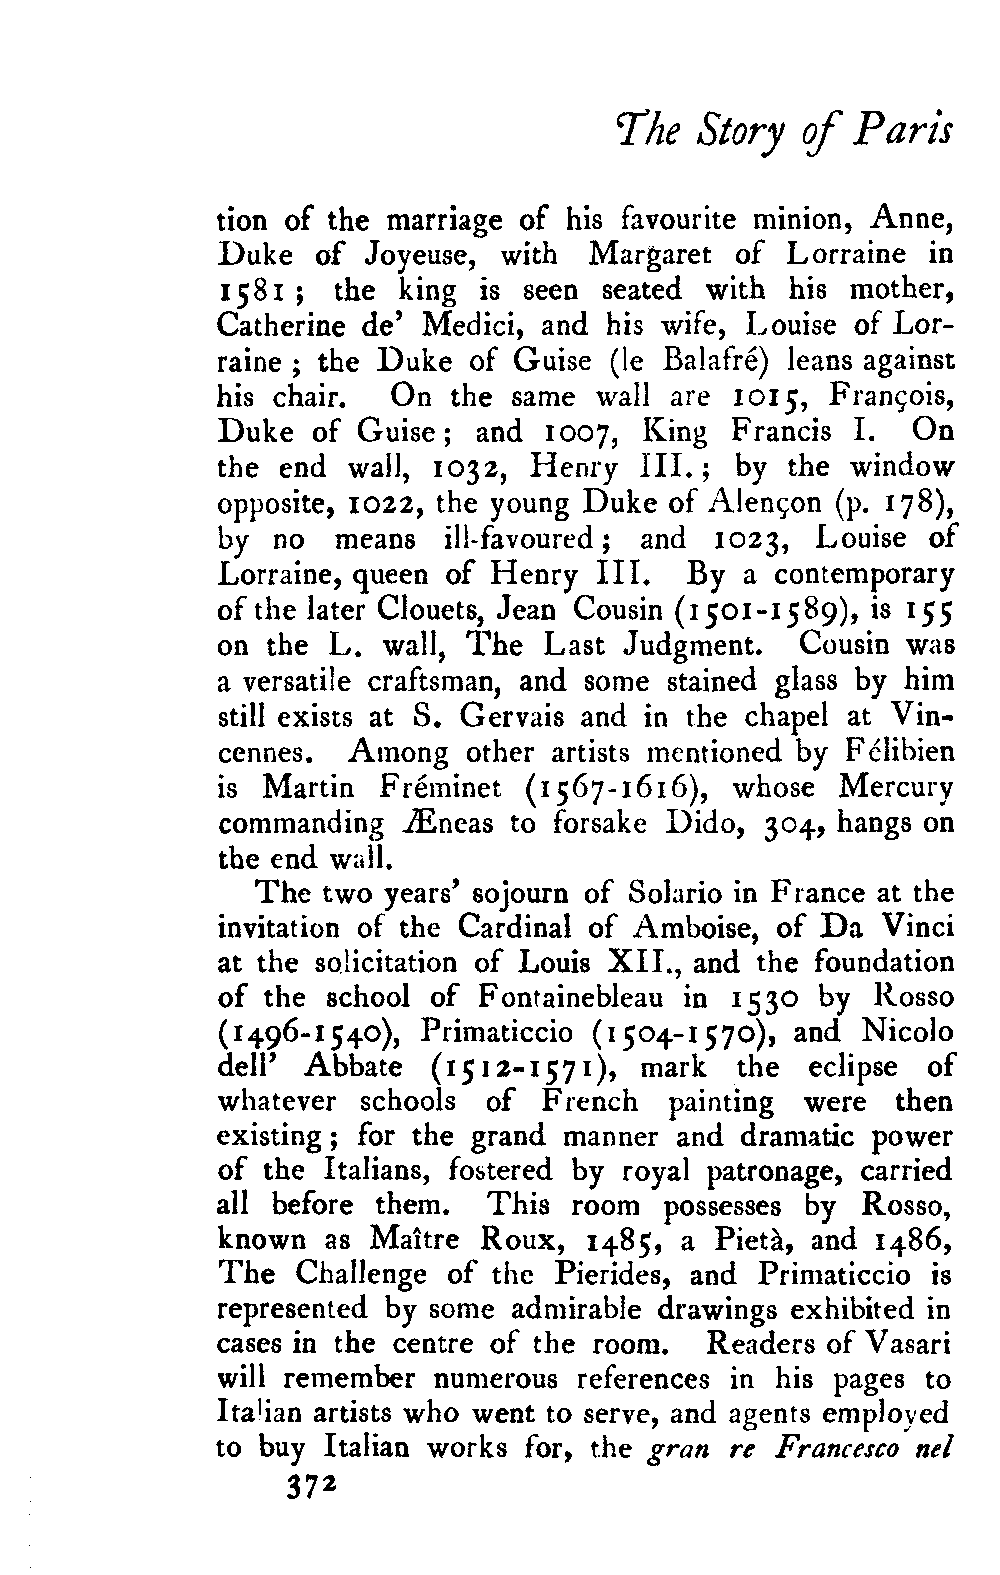 The Story of Paris
tion of the marriage of his favourite minion, Anne,
Duke of Joyeuse, with Margaret of Lorraine in
1581 ; the king is seen seated with his mother,
Catherine de' Medici, and his wife, Louise of Lor-
raine ; the Duke of Guise (le Balafré) leans against
his chair. On the same wall are 1015, François,
Duke of Guise ; and 1007, King Francis I. On
the end wall, 1032, Henry III. ; by the window
opposite, 1022, the young Duke of Alençon (p. 178),
by no means ill-favoured ; and 1023, Louise of
Lorraine, queen of Henry III. By a contemporary
of the later Clouets, Jean Cousin (1501-1589), is 155
on the L. wall, The Last Judgment. Cousin was
a versatile craftsman, and some stained glass by him
still exists at S. Gervais and in the chapel at Vin-
cennes. Among other artists mentioned by Félibien
is Martin Fréminet (1567-1616), whose Mercury
commanding Æneas to forsake Dido, 304, hangs on
the end wall.
The two years' sojourn of Solario in France at the
invitation of the Cardinal of Amboise, of Da Vinci
at the solicitation of Louis XII., and the foundation
of the school of Fontainebleau in 1530 by Rosso
(1496-1540), Primaticcio (1504-1570), and Nicolo
dell' Abbate (1512-1571), mark the eclipse of
whatever schools of French painting were then
existing ; for the grand manner and dramatic power
of the Italians, fostered by royal patronage, carried
all before them. This room possesses by Rosso,
known as Maître Roux, 1485, a Pietà, and 1486,
The Challenge of the Pierides, and Primaticcio is
represented by some admirable drawings exhibited in
cases in the centre of the room. Readers of Vasari
will remember numerous references in his pages to
Italian artists who went to serve, and agents employed
to buy Italian works for, the gran re Francesco nel
372